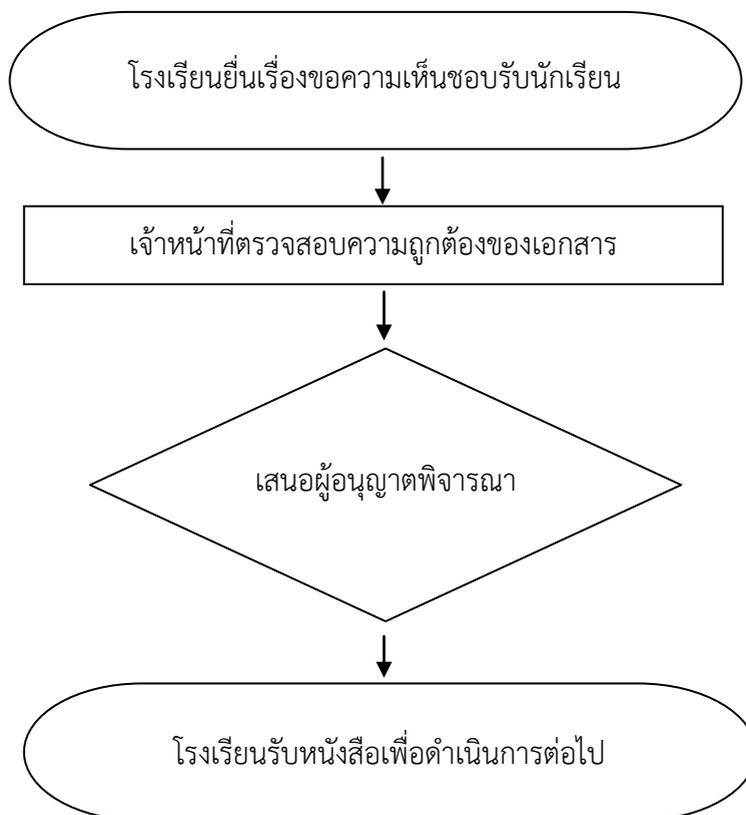 โรงเรียนยื่นเรื่องขอความเห็นชอบรับนักเรียน
เจ้าหน้าที่ตรวจสอบความถูกต้องของเอกสาร
เสนอผู้อนุญาตพิจารณา
โรงเรียนรับหนังสือเพื่อดำเนินการต่อไป